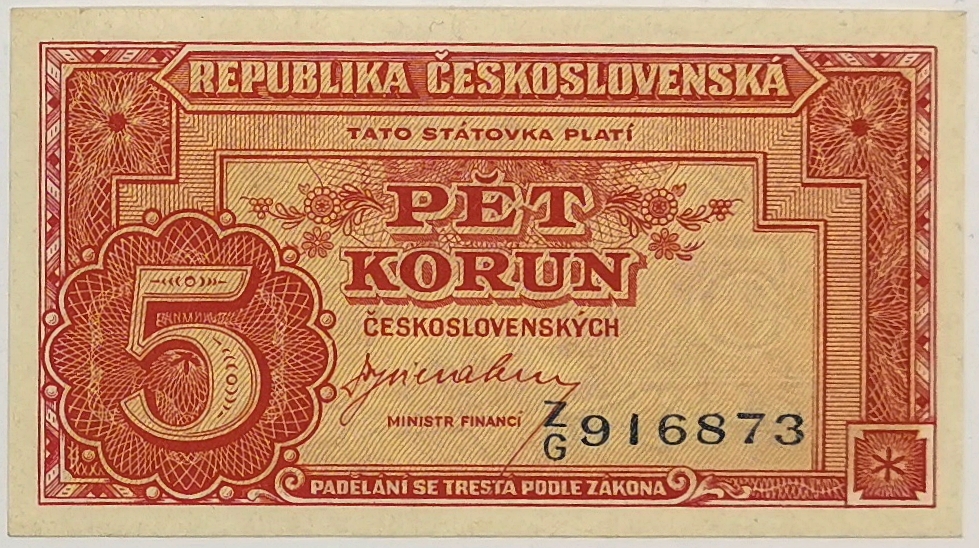 REPUBLIKA ČESKOSLOVENSKÁ
TATO STÁTOVKA PLATÍ
PĚT
KORUN
ČESKOSLOVENSKÝCH
5
MINISTR FINANCÍ
Z/G 916873
PADĚLÁNÍ SE TRESTÁ PODLE ZÁKONA